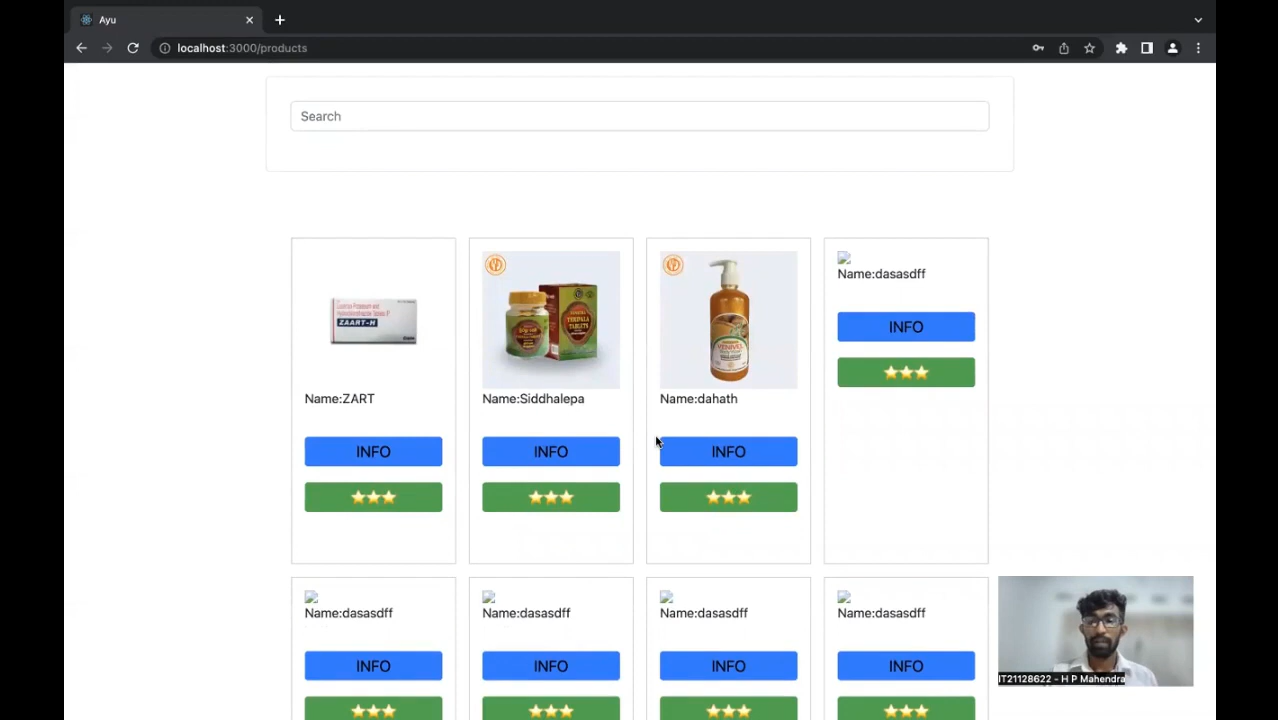 Ayu
localhost:3000/products
Search
ZAART-H
Name:ZART
INFO
Name:Siddhalepa
INFO
Name:dahath
INFO
Name:dasasdff
INFO
Name:dasasdff
INFO
Name:dasasdff
INFO
Name:dasasdff
INFO
Name:dasasdff
INFO
IT21128622 - H P Mahendra